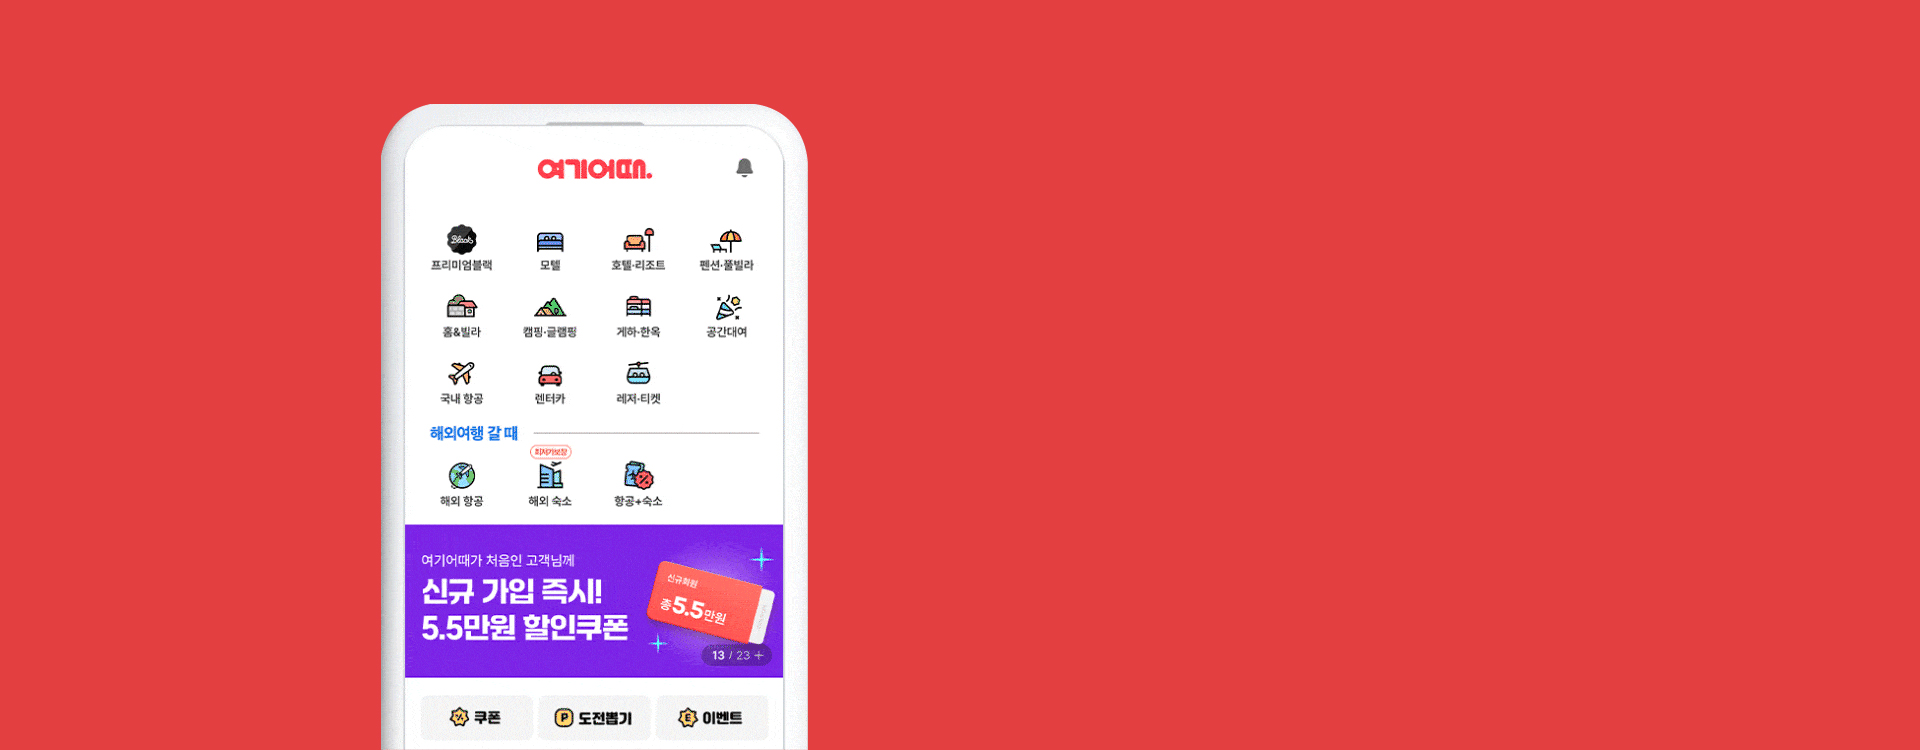 여기어때.
Black
프리미엄블랙
모텔
호텔·리조트
펜션·풀빌라
홈&빌라
캠핑·글램핑
게하·한옥
공간대여
국내 항공
렌터카
레저·티켓
해외여행 갈 때
최저가보장
해외 항공
해외 숙소
항공+숙소
여기어때가 처음인 고객님께
신규 가입 즉시!
5.5만원 할인쿠폰
신규회원
총5.5만원
13 / 23 +
쿠폰
P 도전뽑기
E 이벤트